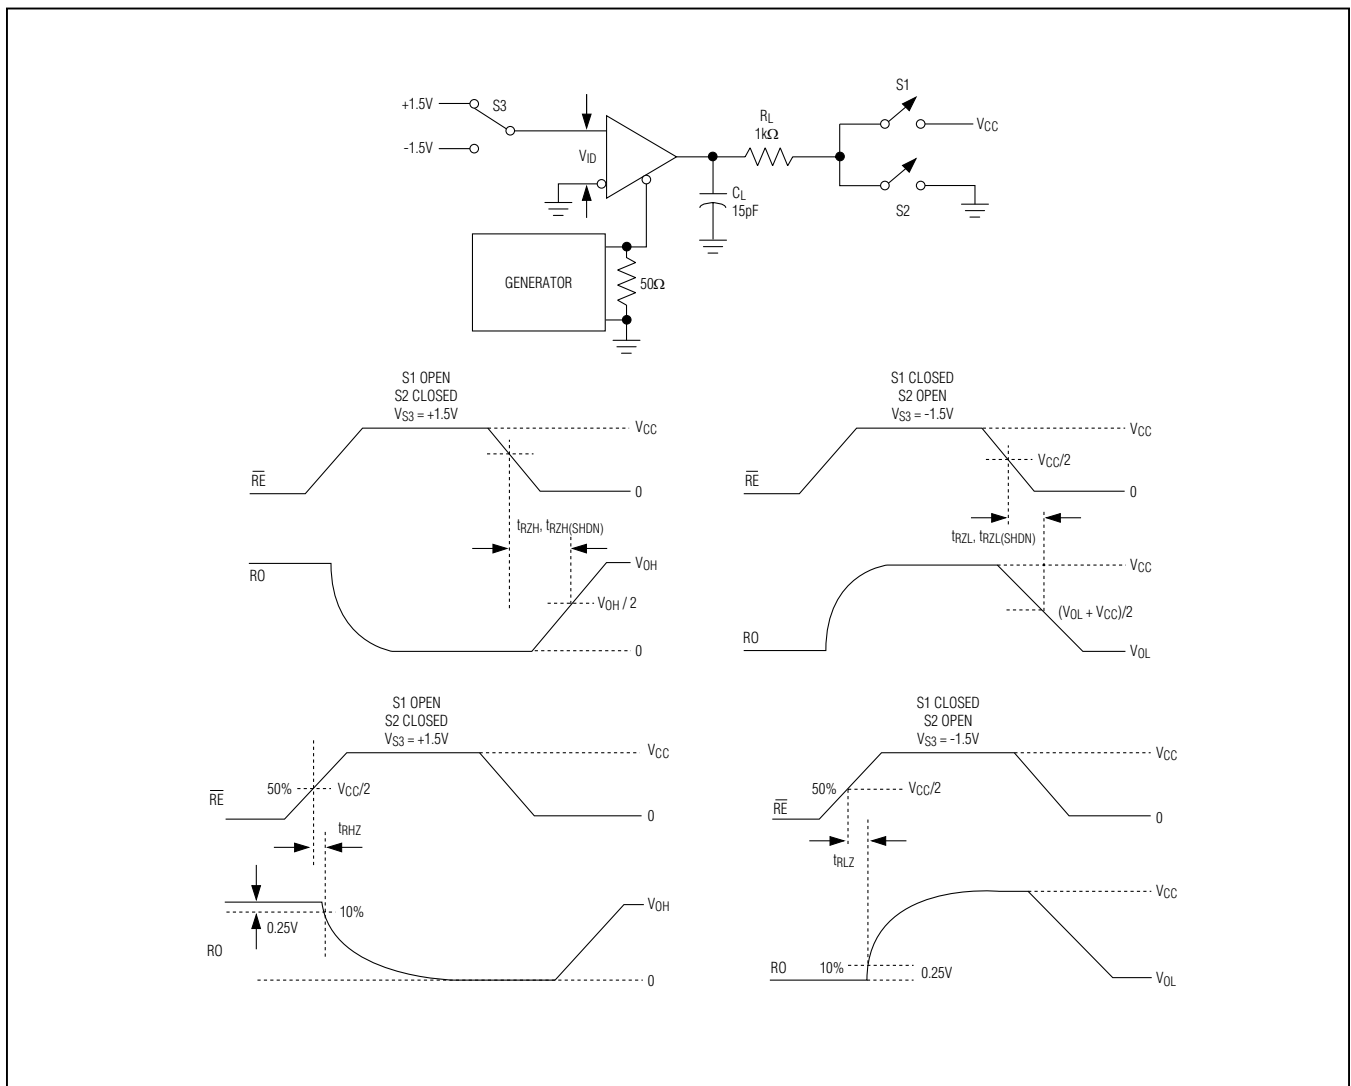 +1.5V
S3
-1.5V
VID
RL
1kΩ
S1
VCC
CL
15pF
S2
GENERATOR
50Ω
S1 OPEN
S2 CLOSED
VS3 = +1.5V
VCC
RE
0
tRZH, tRZH(SHDN)
RO
VOH
VOH / 2
0
S1 CLOSED
S2 OPEN
VS3 = -1.5V
VCC
VCC/2
RE
0
tRZL, tRZL(SHDN)
VCC
(VOL + VCC)/2
RO
VOL
S1 OPEN
S2 CLOSED
VS3 = +1.5V
VCC
50%
VCC/2
RE
0
tRHZ
VOH
10%
0.25V
RO
0
S1 CLOSED
S2 OPEN
VS3 = -1.5V
VCC
50%
VCC/2
RE
0
tRLZ
VCC
RO
10%
0.25V
VOL